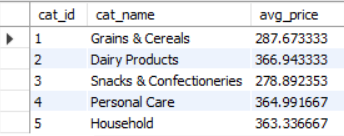 cat_id cat_name avg_price
1 Grains & Cereals 287.673333
2 Dairy Products 366.943333
3 Snacks & Confectioneries 278.892353
4 Personal Care 364.991667
5 Household 363.336667